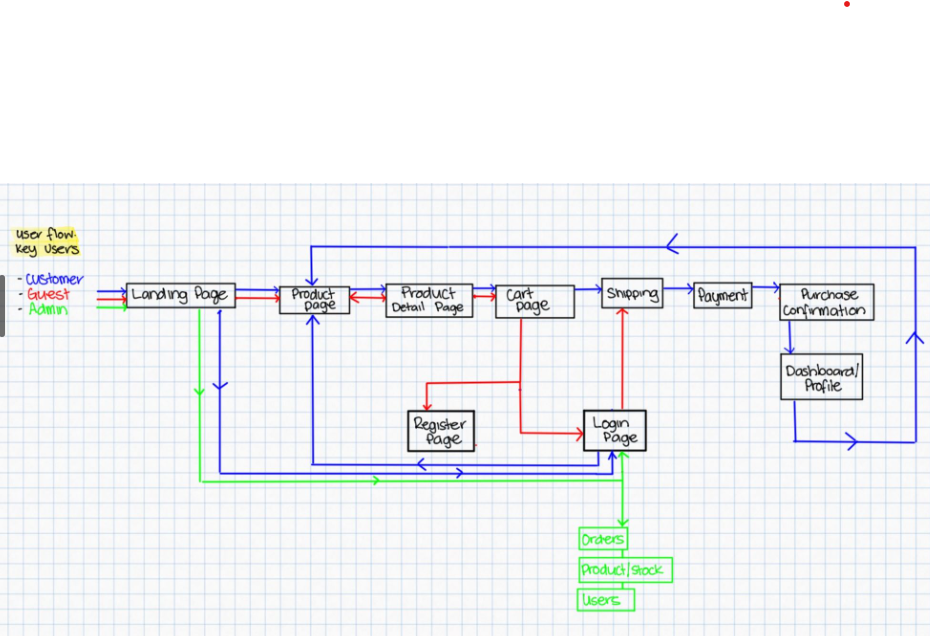 user flow:
key users
- Customer
- Guest
- Admin
Landing Page
Product
Page
Product
Detail Page
Cart
Page
Shipping
Payment
Purchase
Confirmation
Dashboard/
Profile
Register
Page
Login
Page
Orders
Product/stock
Users